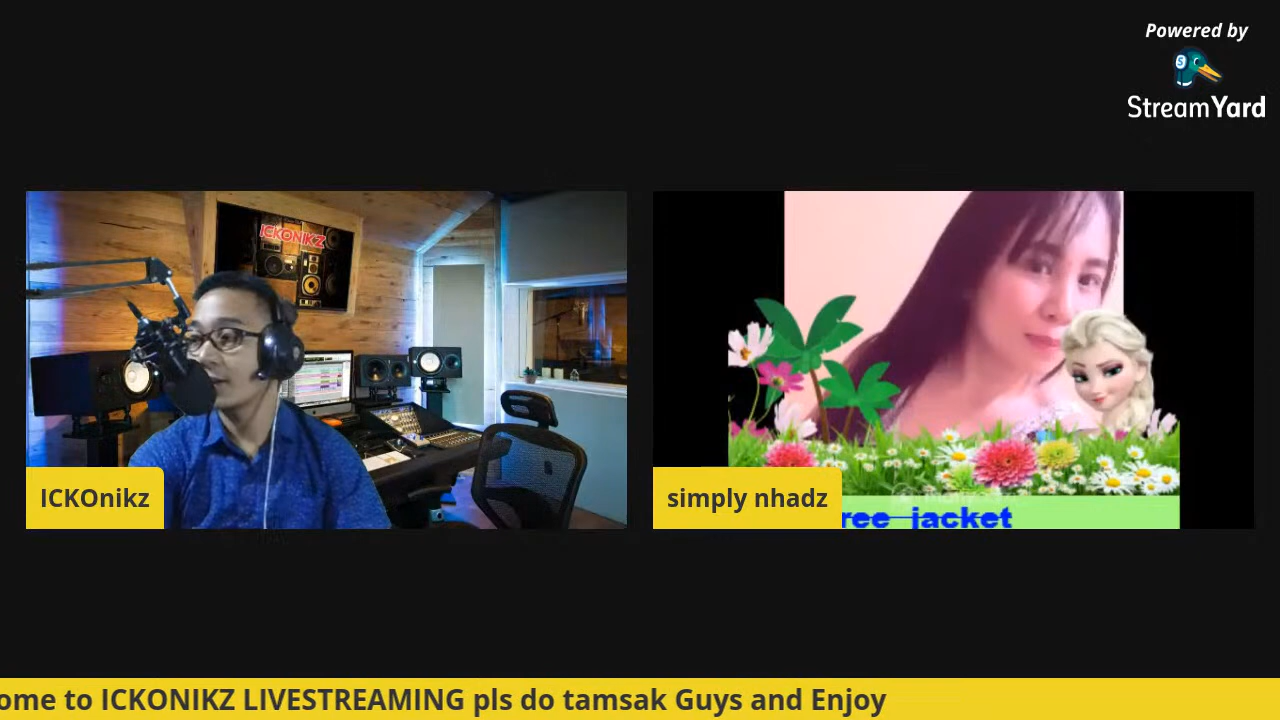 Powered by
StreamYard
ICKONIKZ
ICKOnikz
simply nhadz
ree jacket
ome to ICKONIKZ LIVESTREAMING pls do tamsak Guys and Enjoy